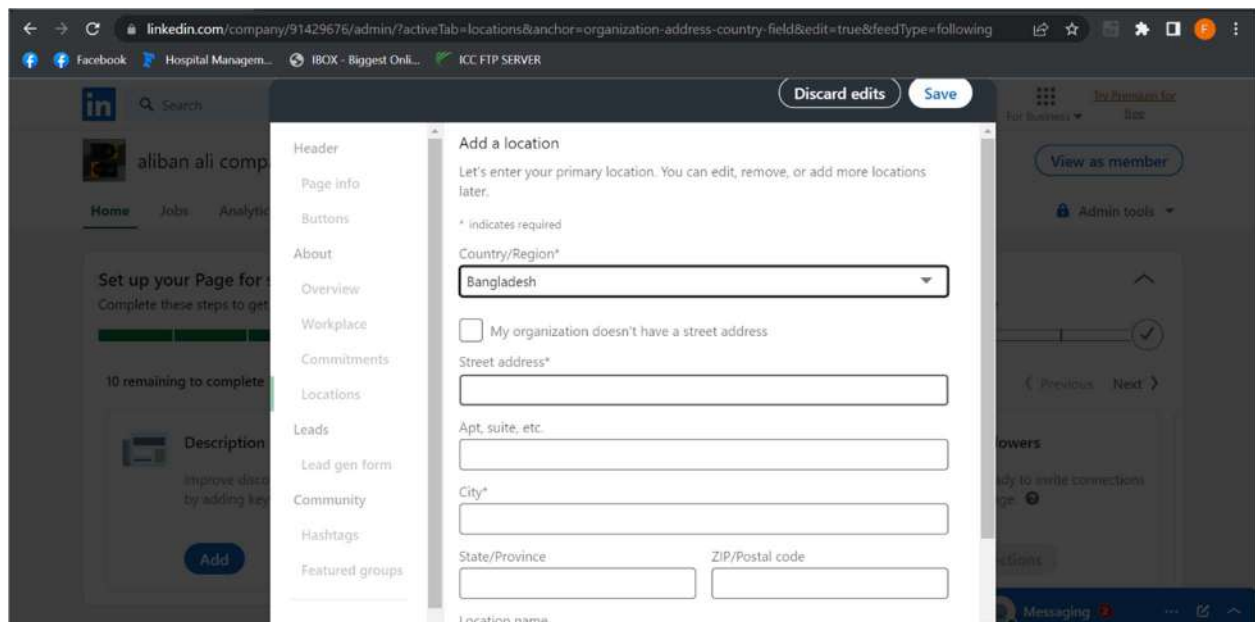 linkedin.com/company/91429676/admin/?activeTab=locations&anchor=organization-address-country-field&edit=true&feedType=following
F
Facebook
Hospital Managem...
IBOX - Biggest Onli...
ICC FTP SERVER
in
Search
Discard edits
Save
For Business
Try Premium for
free
aliban ali comp
View as member
Home
Jobs
Analytic
Admin tools
Header
Page info
Buttons
About
Overview
Workplace
Commitments
Locations
Leads
Lead gen form
Community
Hashtags
Featured groups
Add a location
Let's enter your primary location. You can edit, remove, or add more locations
later.
* indicates required
Country/Region*
Bangladesh
My organization doesn't have a street address
Street address*
Apt, suite, etc.
City*
State/Province
ZIP/Postal code
Location name
Set up your Page for s
Complete these steps to get
10 remaining to complete
Previous
Next
Description
Improve disco
by adding key
Add
owers
dy to invite connections
ge.
ctions
Messaging